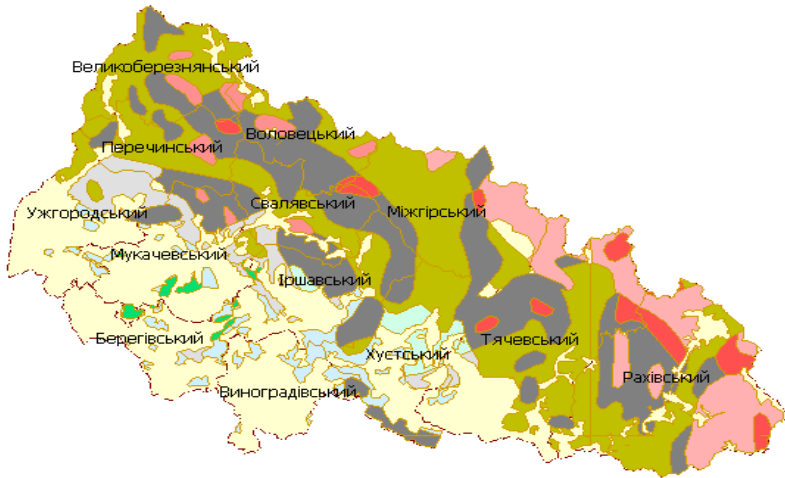 Великоберезнянський
Воловецький
Перечинський
Свалявський
Міжгірський
Ужгородський
Мукачевський
Іршавський
Берегівський
Тячевський
Хустський
Рахівський
Виноградівський